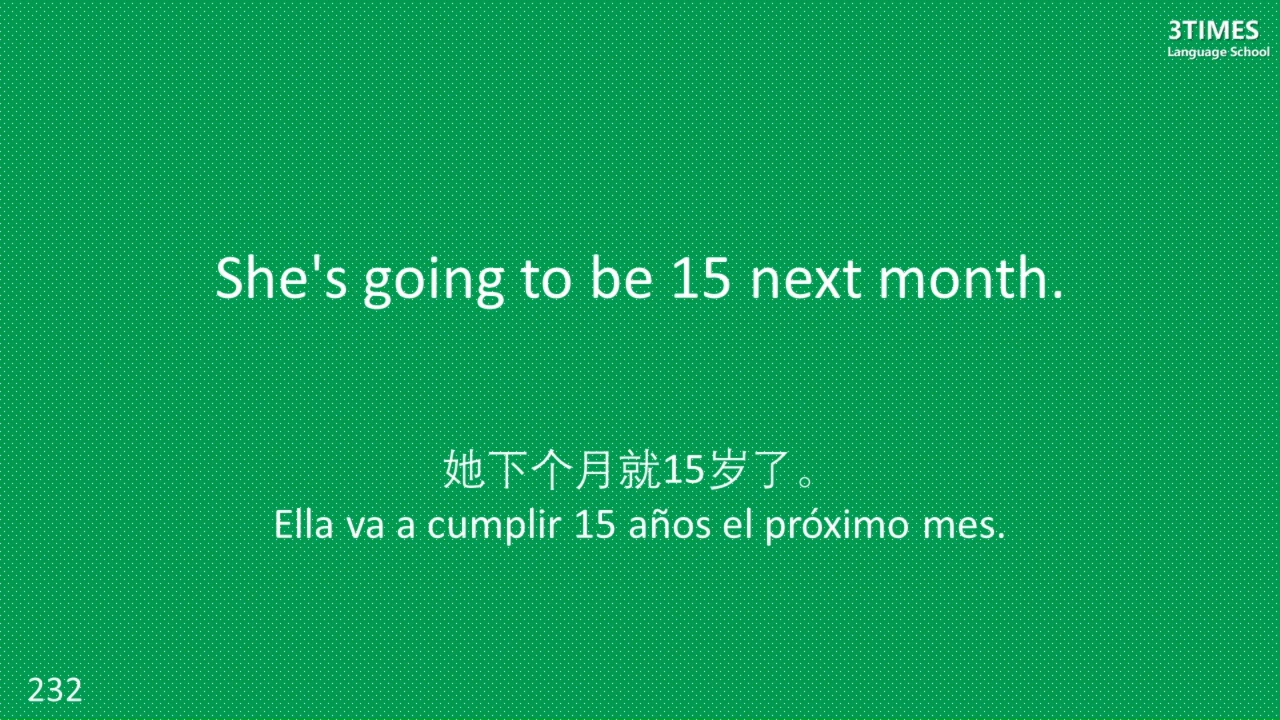 3TIMES
Language School
She's going to be 15 next month.
她下个月就15岁了。
Ella va a cumplir 15 años el próximo mes.
232